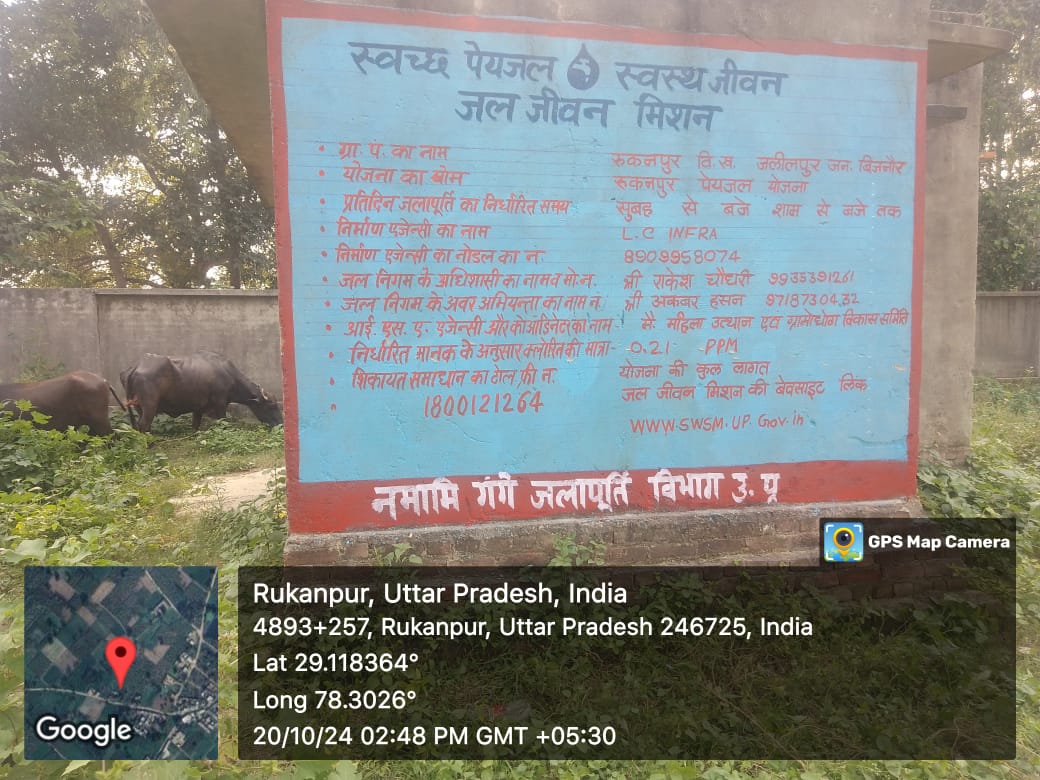 स्वच्छ पेयजल स्वस्थ जीवन
जल जीवन मिशन
• ग्रा. पं. का नाम रुकनपुर वि.ख. जलीलपुर जन. बिजनौर
• योजना का नाम रुकनपुर पेयजल योजना
• प्रतिदिन जलापूर्ति का निर्धारित समय सुबह से बजे शाम से बजे तक
• निर्माण एजेन्सी का नाम L.C INFRA
• निर्माण एजेन्सी का नोडल का न. 8909958074
• जल निगम के अधिशासी का नाम व मो. न. श्री राकेश चौधरी 9935391261
• जल निगम के अवर अभियन्ता का नाम न. श्री अकबर हसन 9718730432
• आई. एस. ए. एजेन्सी और कोऑडिनेटर का नाम - मै. महिला उत्थान एवं ग्रामोद्योग विकास समिति
• निर्धारित मानक के अनुसार क्लोरिन की मात्रा - 0.21 - PPM
• शिकायत समाधान का टोल फ्री न. योजना की कुल लागत
1800121264 जल जीवन मिशन की बेवसाइट लिंक
WWW.SWSM.UP.Gov.in
नमामि गंगे जलापूर्ति विभाग उ. प्र
GPS Map Camera
Rukanpur, Uttar Pradesh, India
4893+257, Rukanpur, Uttar Pradesh 246725, India
Lat 29.118364°
Long 78.3026°
20/10/24 02:48 PM GMT +05:30
Google